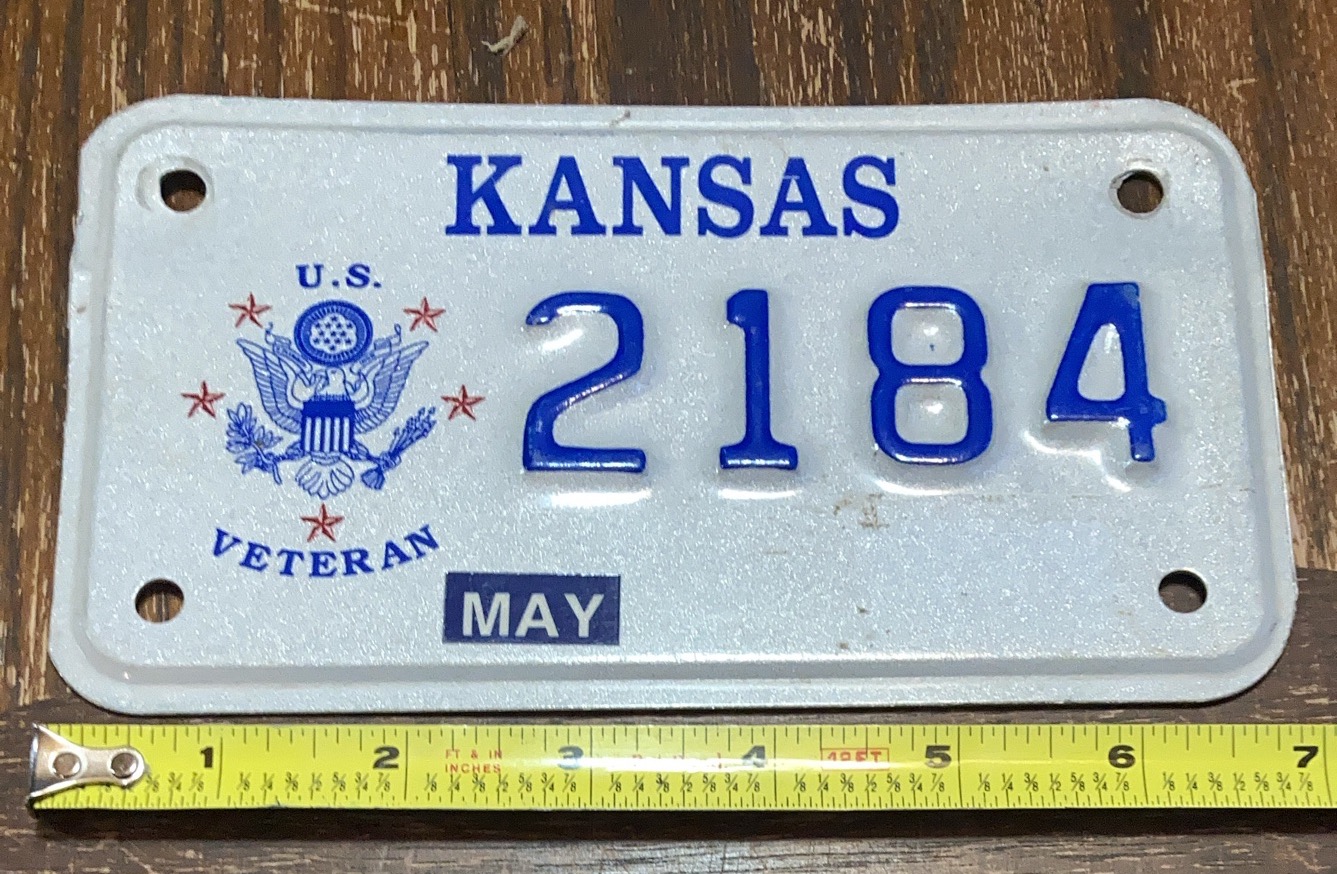 KANSAS
U.S.
2184
VETERAN
MAY
1 2 FT & IN 3 4 5 6 7
INCHES